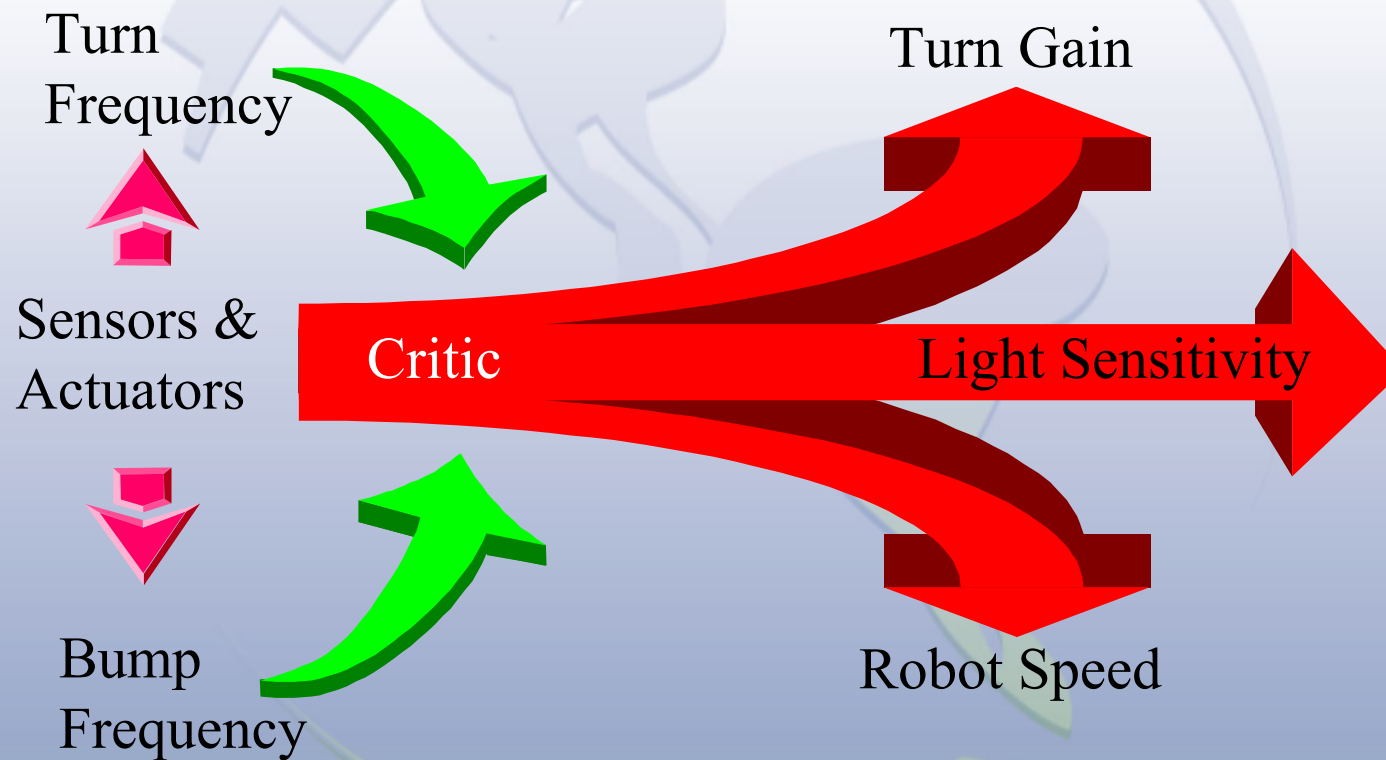 Turn
Frequency
Turn Gain
Sensors &
Actuators
Critic
Light Sensitivity
Bump
Frequency
Robot Speed